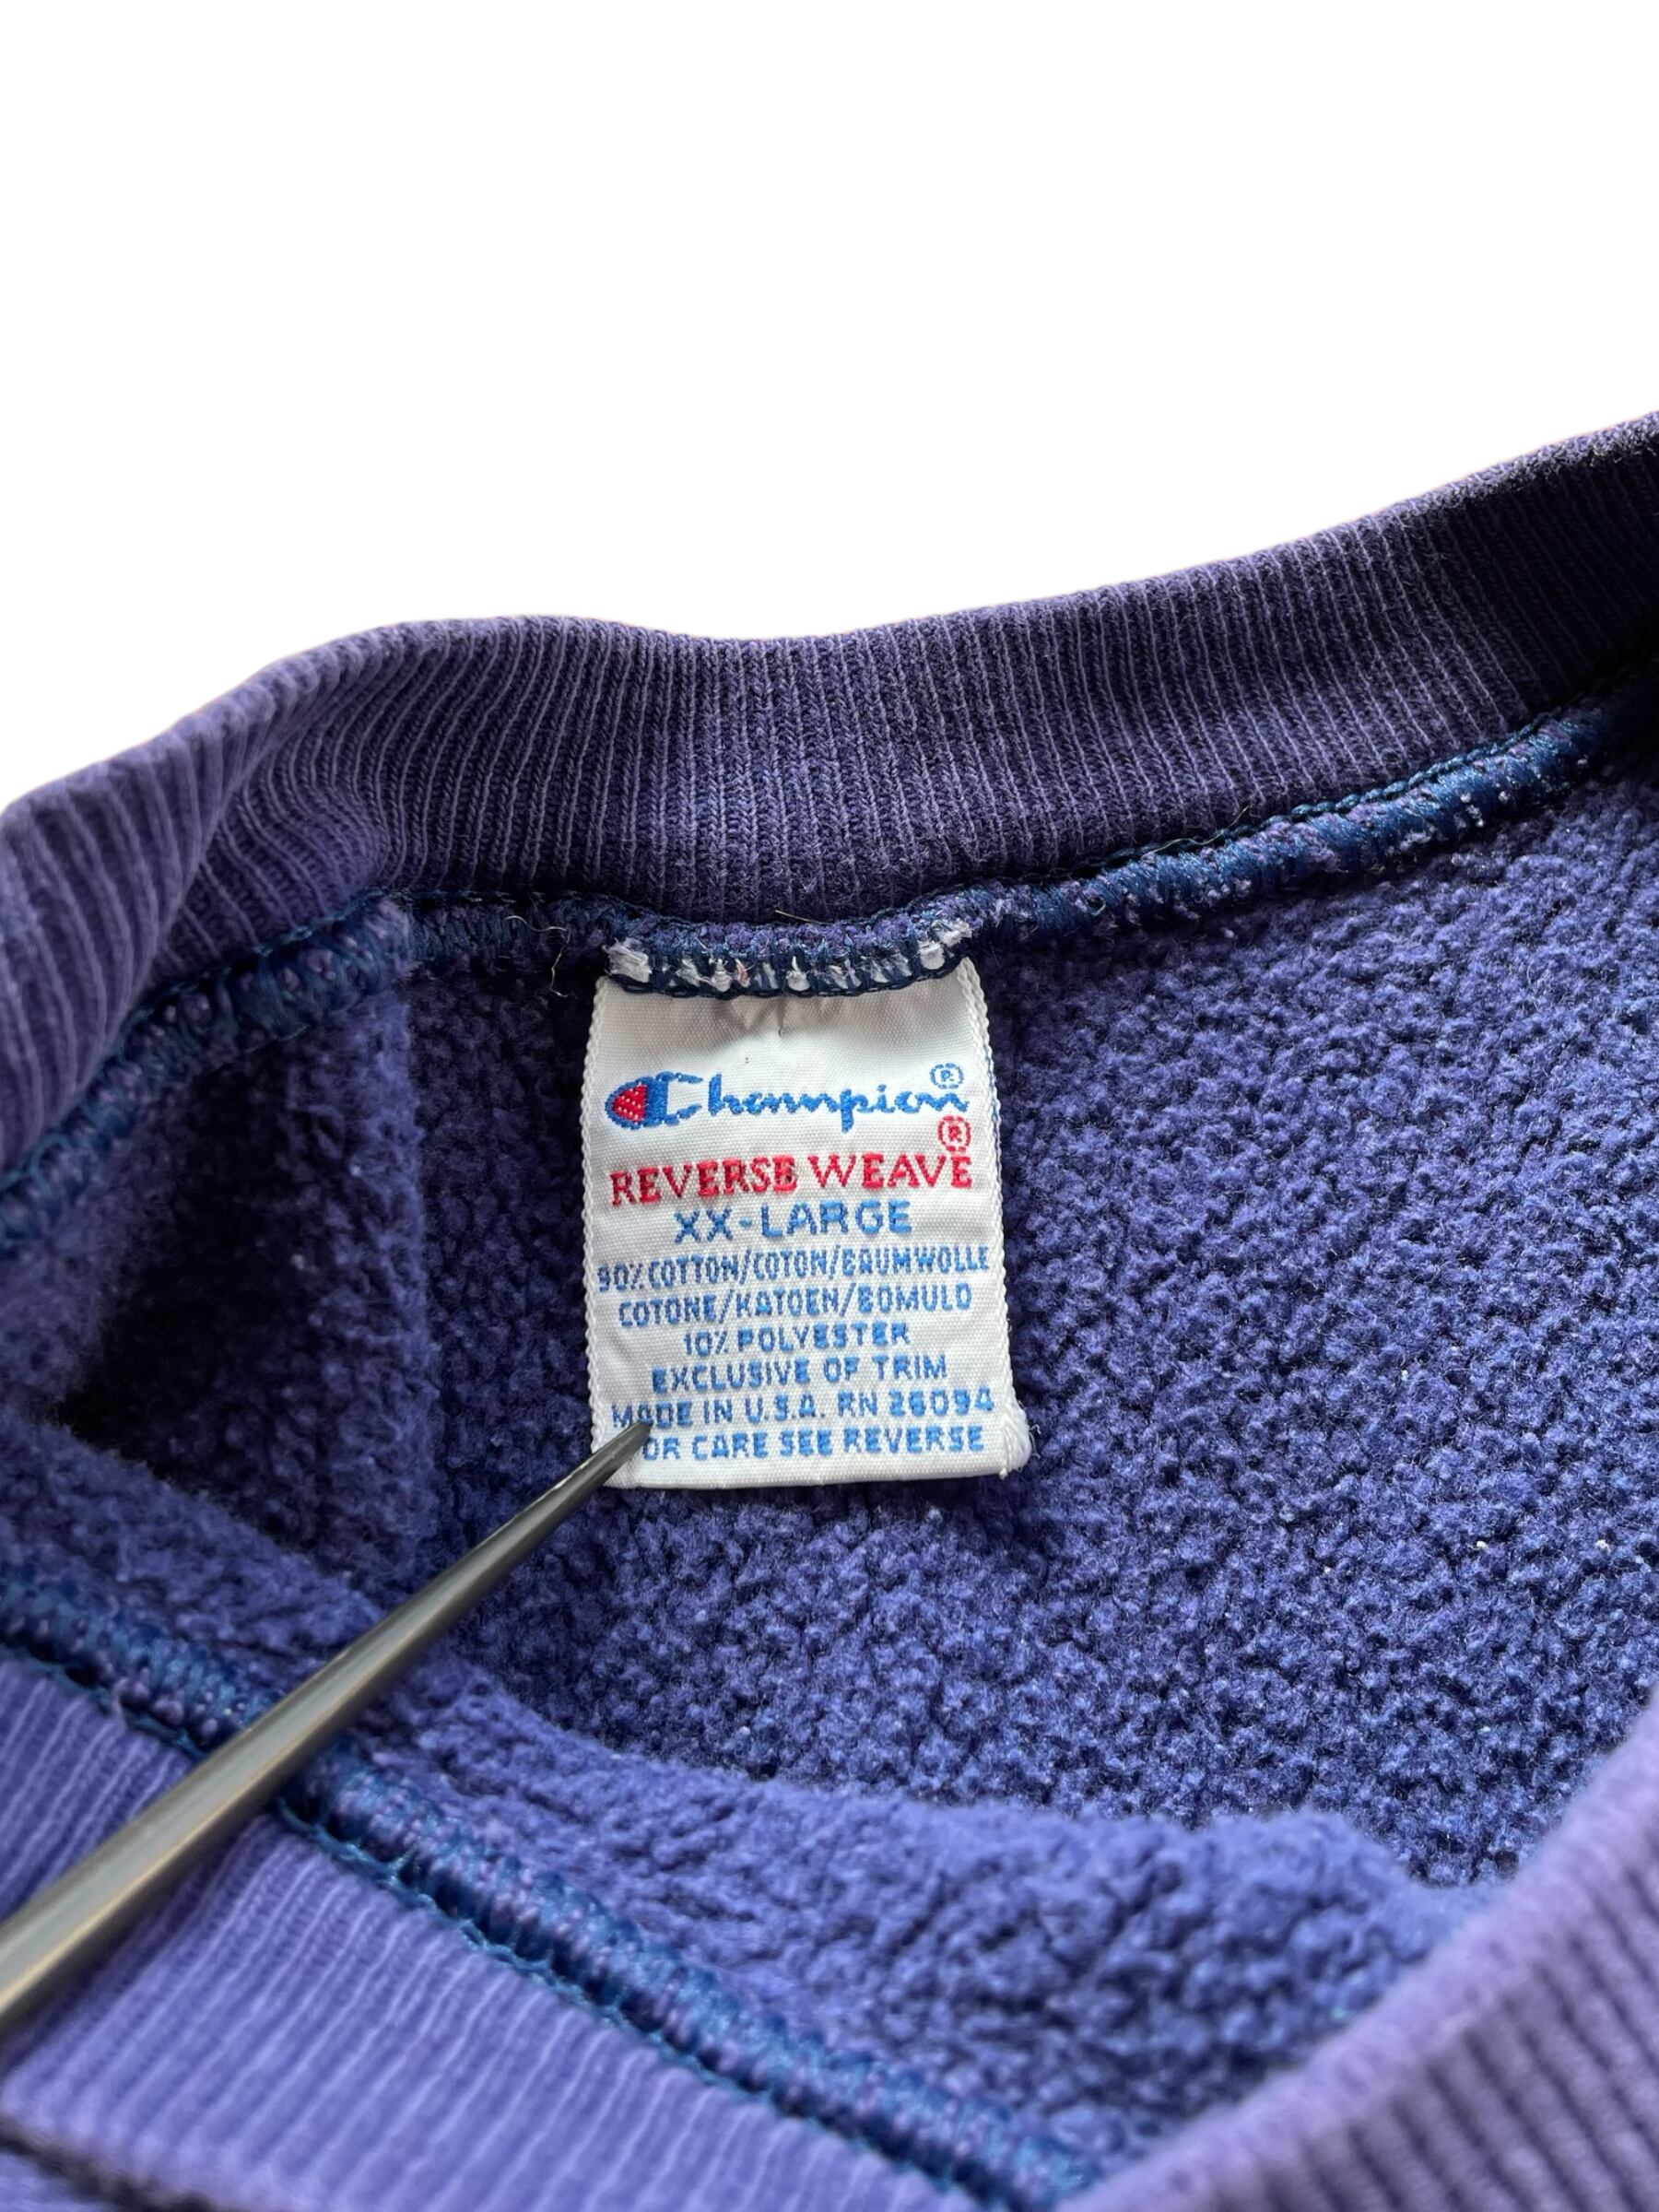 Champion®
REVERSE WEAVE®
XX-LARGE
90% COTTON/COTON/BAUMWOLLE
COTONE/KATOEN/BOMULD
10% POLYESTER
EXCLUSIVE OF TRIM
MADE IN U.S.A. RN 26094
OR CARE SEE REVERSE